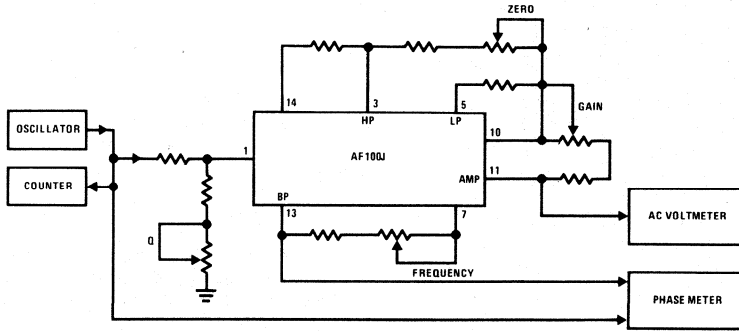 ZERO
14
3
5
HP
LP
GAIN
OSCILLATOR
10
1
AF100J
COUNTER
AMP
11
BP
13
7
Q
AC VOLTMETER
FREQUENCY
PHASE METER